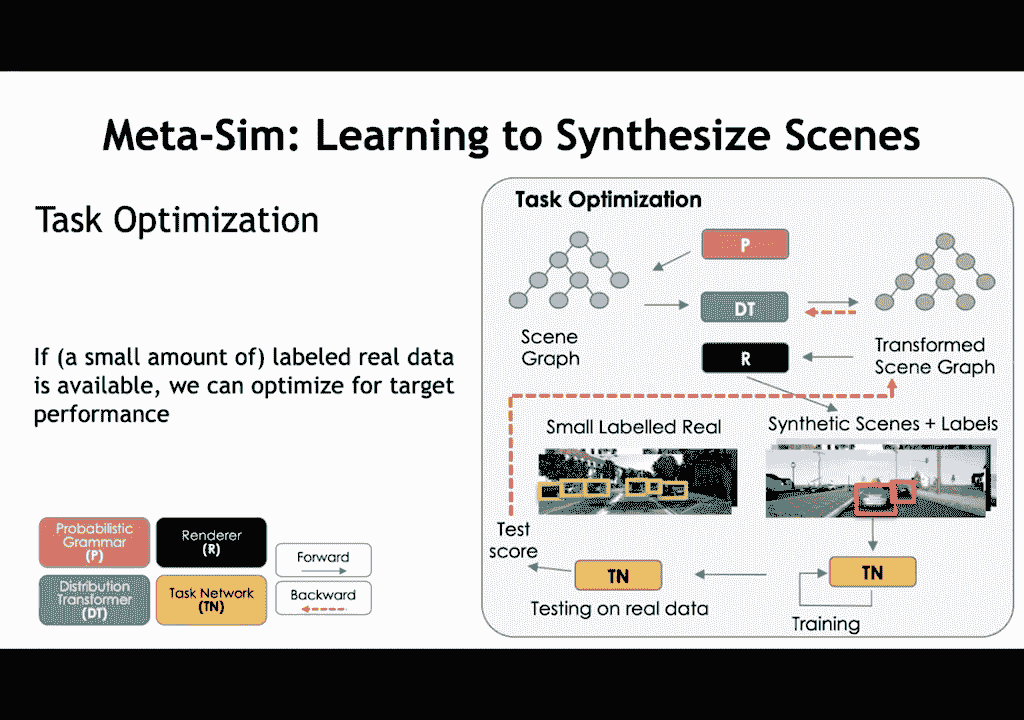 Meta-Sim: Learning to Synthesize Scenes
Task Optimization
If (a small amount of) labeled real data
is available, we can optimize for target
performance
Probabilistic
Grammar
(P)
Renderer
(R)
Distribution
Transformer
(DT)
Task Network
(TN)
Forward
Backward
Task Optimization
P
DT
R
Scene
Graph
Transformed
Scene Graph
Small Labelled Real
Synthetic Scenes + Labels
Test
score
TN
TN
Testing on real data
Training